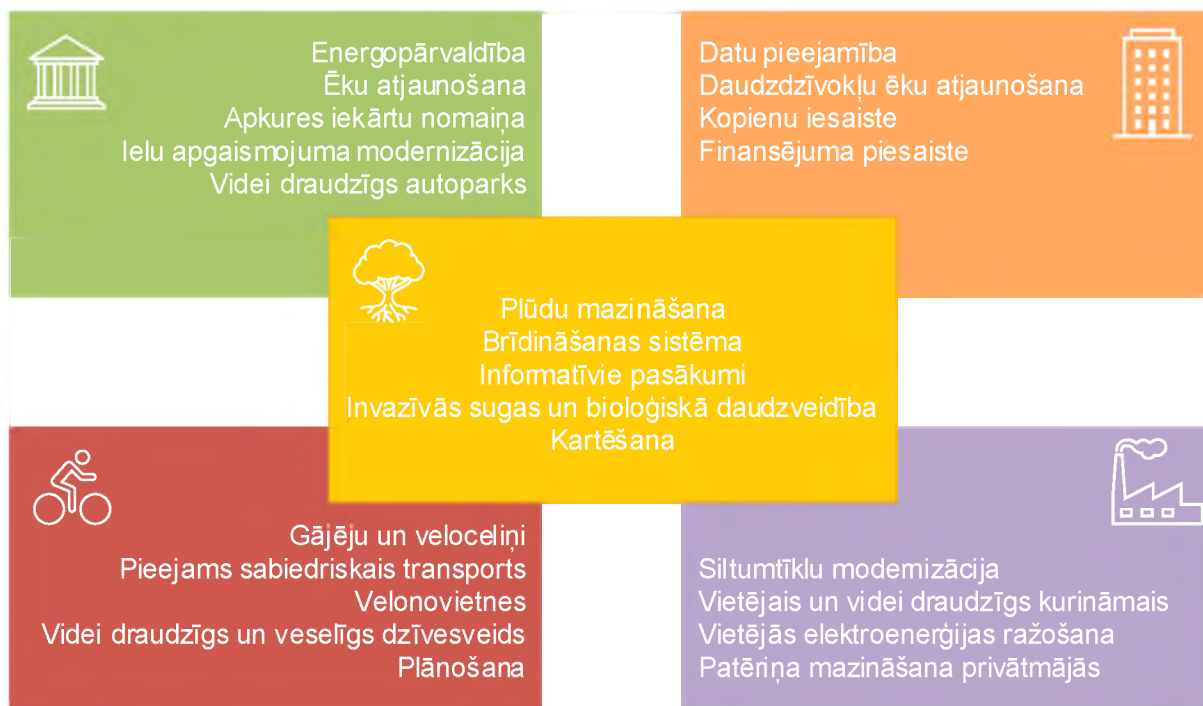 Energopārvaldība
Ēku atjaunošana
Apkures iekārtu nomaiņa
Ielu apgaismojuma modernizācija
Videi draudzīgs autoparks
Datu pieejamība
Daudzdzīvokļu ēku atjaunošana
Kopienu iesaiste
Finansējuma piesaiste
Plūdu mazināšana
Brīdināšanas sistēma
Informatīvie pasākumi
Invazīvās sugas un bioloģiskā daudzveidība
Kartēšana
Gājēju un veloceliņi
Pieejams sabiedriskais transports
Velonovietnes
Videi draudzīgs un veselīgs dzīvesveids
Plānošana
Siltumtīklu modernizācija
Vietējais un videi draudzīgs kurināmais
Vietējās elektroenerģijas ražošana
Patēriņa mazināšana privātmājās